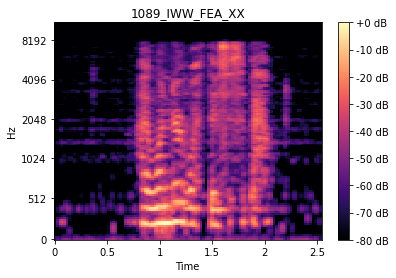 1089_IWW_FEA_XX
+0 dB
8192
-10 dB
-20 dB
4096
-30 dB
2048
Hz
-40 dB
1024
-50 dB
512
-60 dB
-70 dB
0
-80 dB
0
0.5
1
1.5
2
2.5
Time